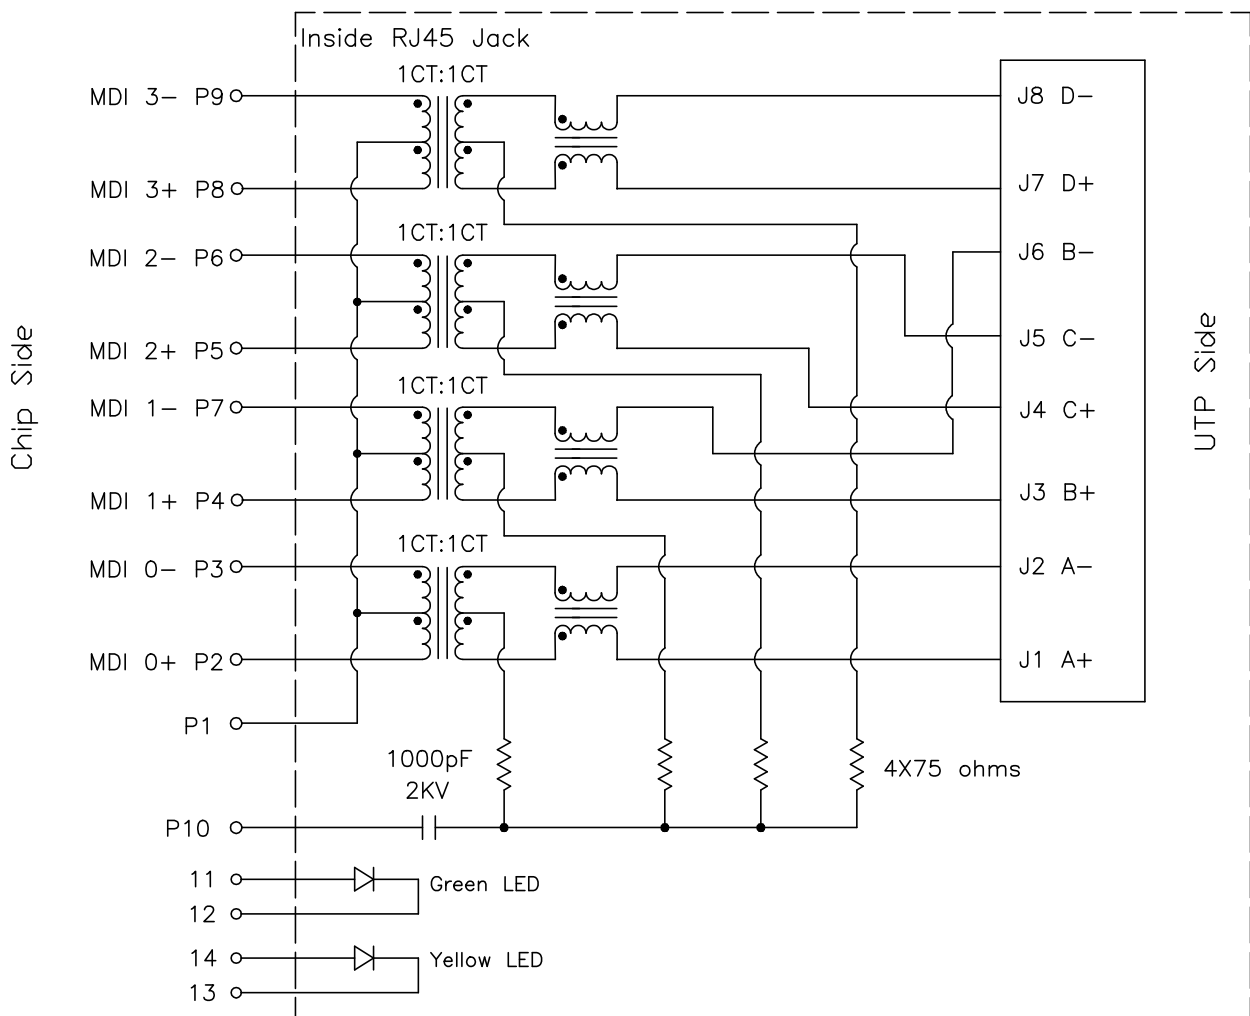 Inside RJ45 Jack
1CT:1CT
MDI 3- P9
J8 D-
MDI 3+ P8
J7 D+
1CT:1CT
MDI 2- P6
J6 B-
MDI 2+ P5
J5 C-
1CT:1CT
MDI 1- P7
J4 C+
MDI 1+ P4
J3 B+
1CT:1CT
MDI 0- P3
J2 A-
MDI 0+ P2
J1 A+
Chip Side
UTP Side
P1
1000pF
2KV
4X75 ohms
P10
11
Green LED
12
14
Yellow LED
13